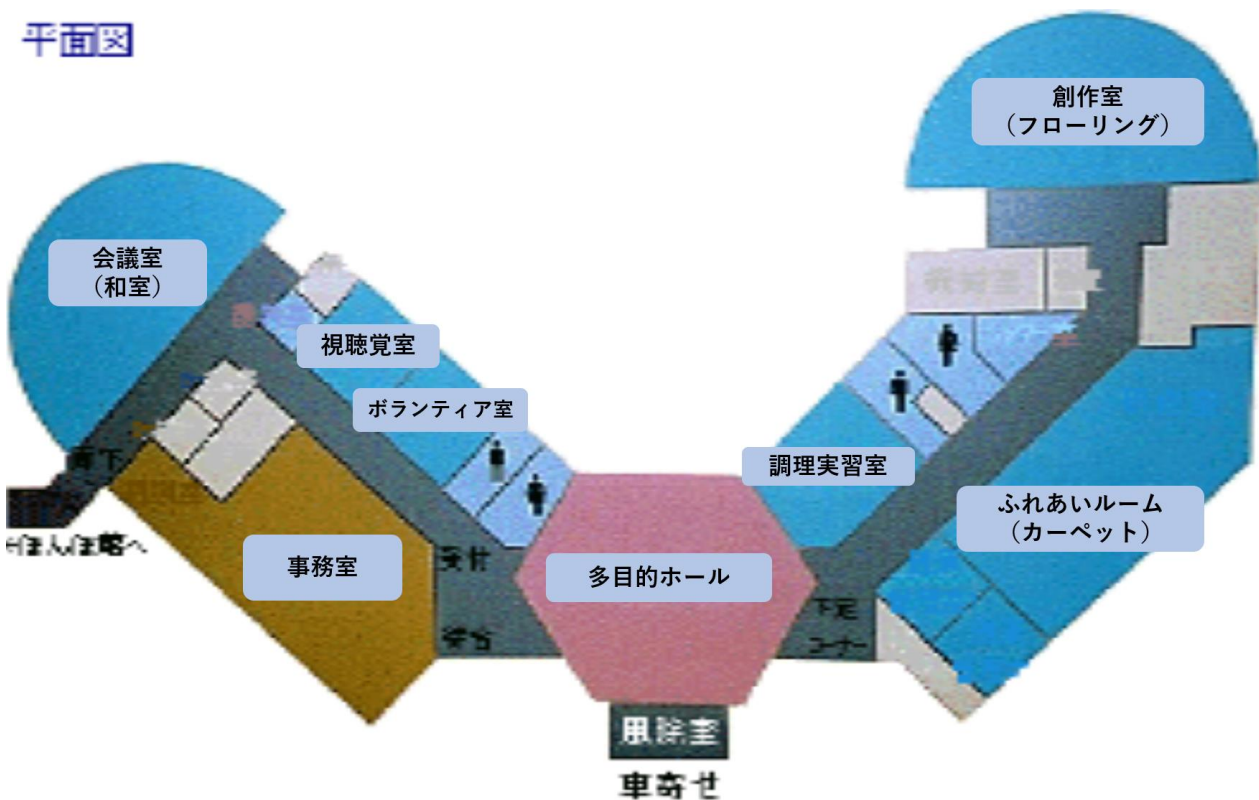 平面図
創作室
（フローリング）
会議室
（和室）
視聴覚室
ボランティア室
調理実習室
ふれあいルーム
（カーペット）
事務室
受付
多目的ホール
下足
コーナー
廊下
風除室
車寄せ